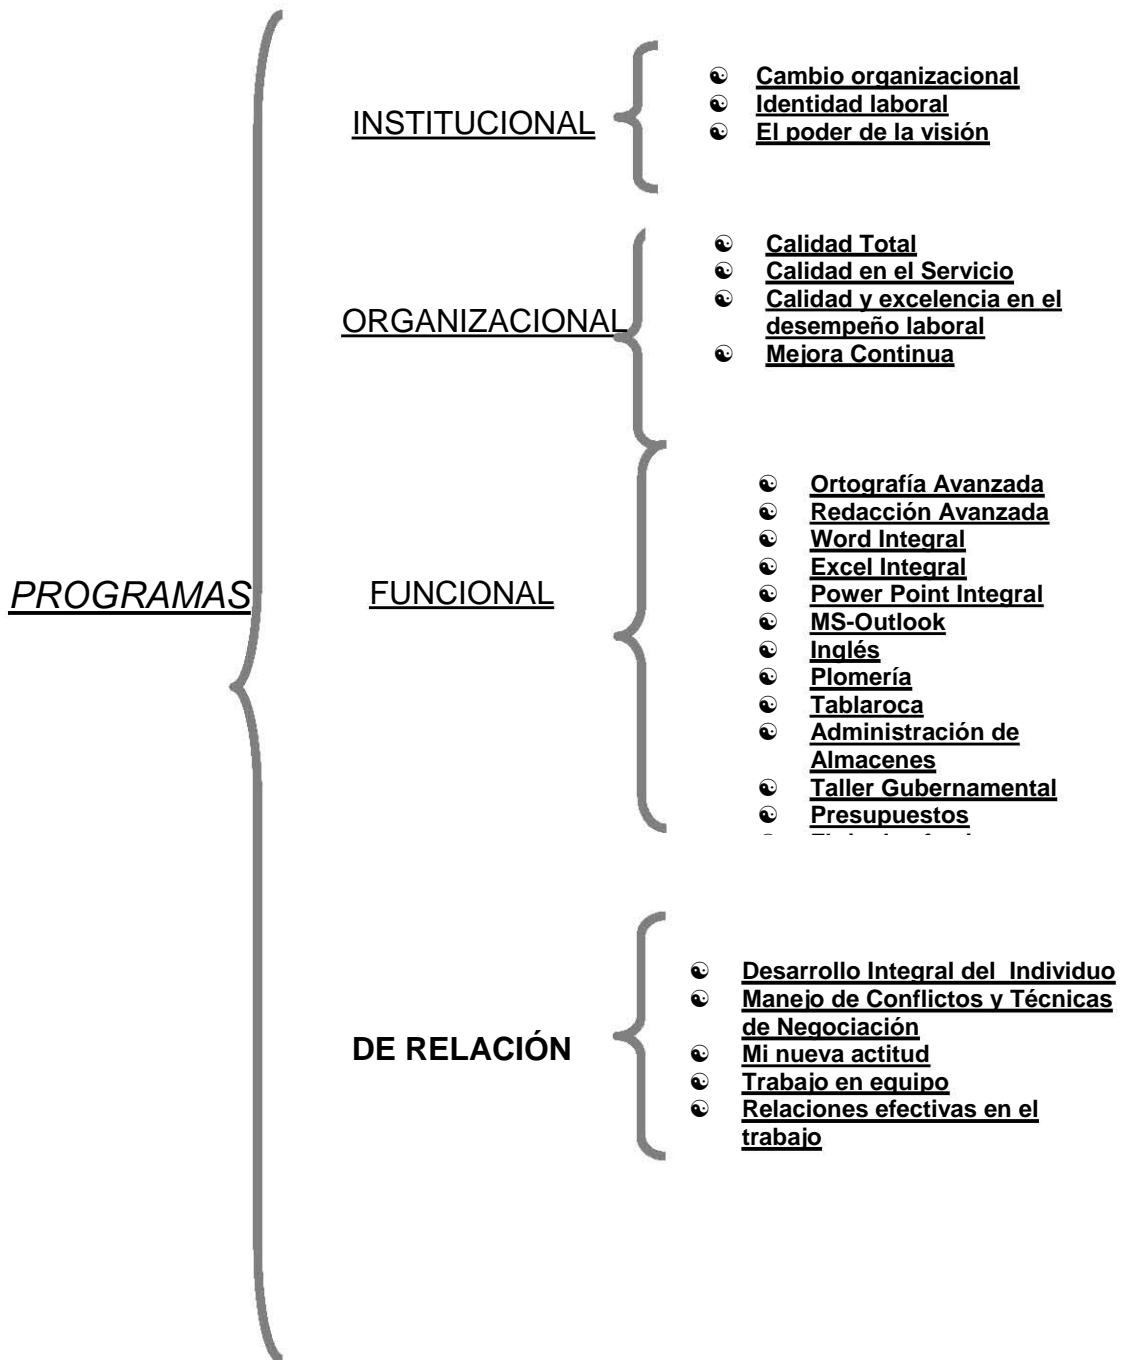 PROGRAMAS
INSTITUCIONAL
Cambio organizacional
Identidad laboral
El poder de la visión
ORGANIZACIONAL
Calidad Total
Calidad en el Servicio
Calidad y excelencia en el
desempeño laboral
Mejora Continua
FUNCIONAL
Ortografía Avanzada
Redacción Avanzada
Word Integral
Excel Integral
Power Point Integral
MS-Outlook
Inglés
Plomería
Tablaroca
Administración de
Almacenes
Taller Gubernamental
Presupuestos
DE RELACIÓN
Desarrollo Integral del  Individuo
Manejo de Conflictos y Técnicas
de Negociación
Mi nueva actitud
Trabajo en equipo
Relaciones efectivas en el
trabajo